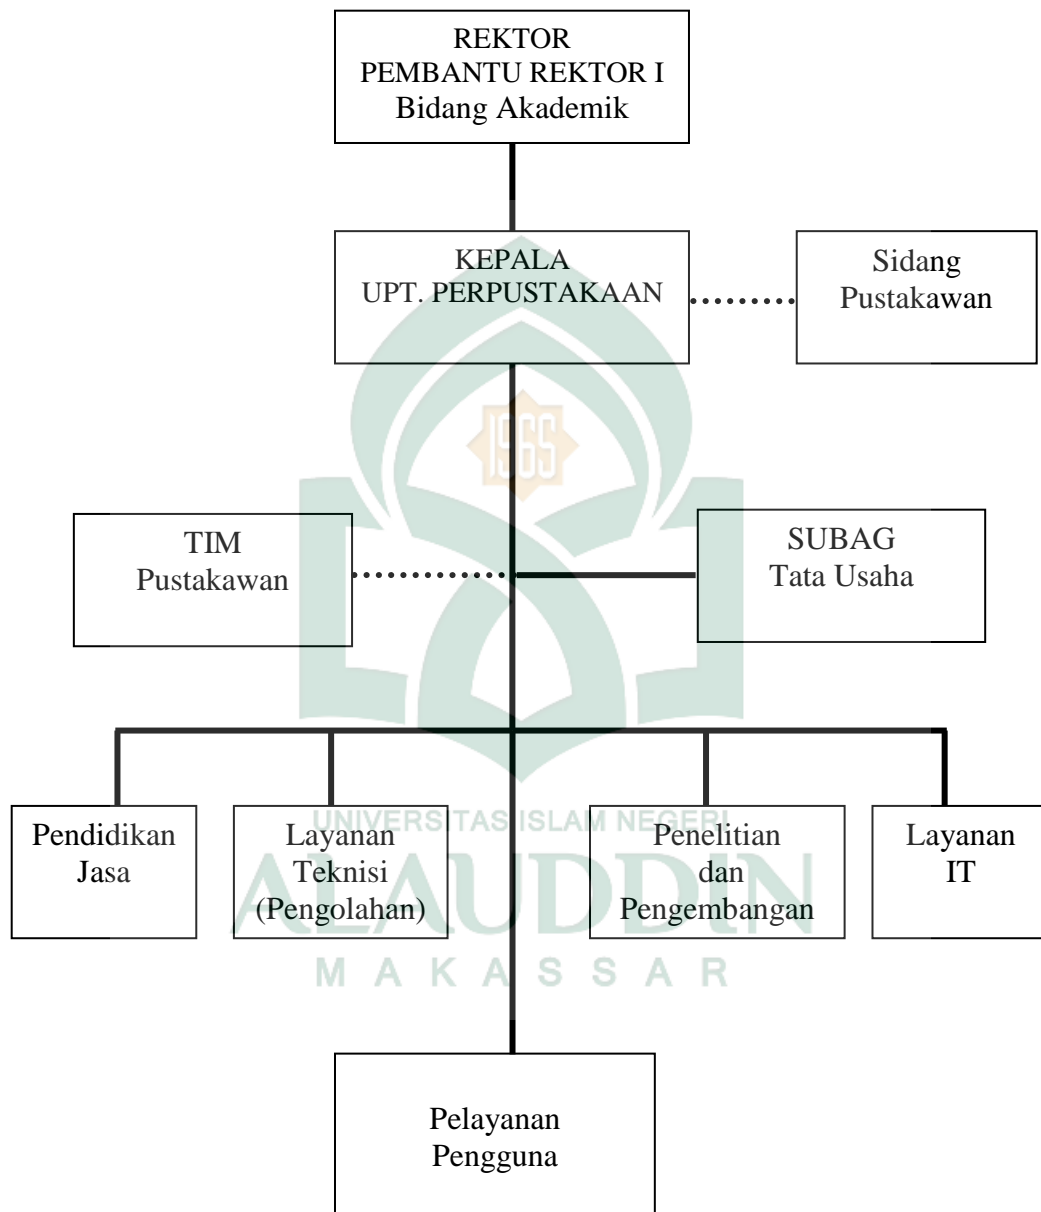 REKTOR
PEMBANTU REKTOR I
Bidang Akademik
KEPALA
UPT. PERPUSTAKAAN
Sidang
Pustakawan
1965
TIM
Pustakawan
SUBAG
Tata Usaha
Pendidikan
Jasa
Layanan
Teknisi
(Pengolahan)
Penelitian
dan
Pengembangan
Layanan
IT
UNIVERSITAS ISLAM NEGERI
ALAUDDIN
MAKASSAR
Pelayanan
Pengguna